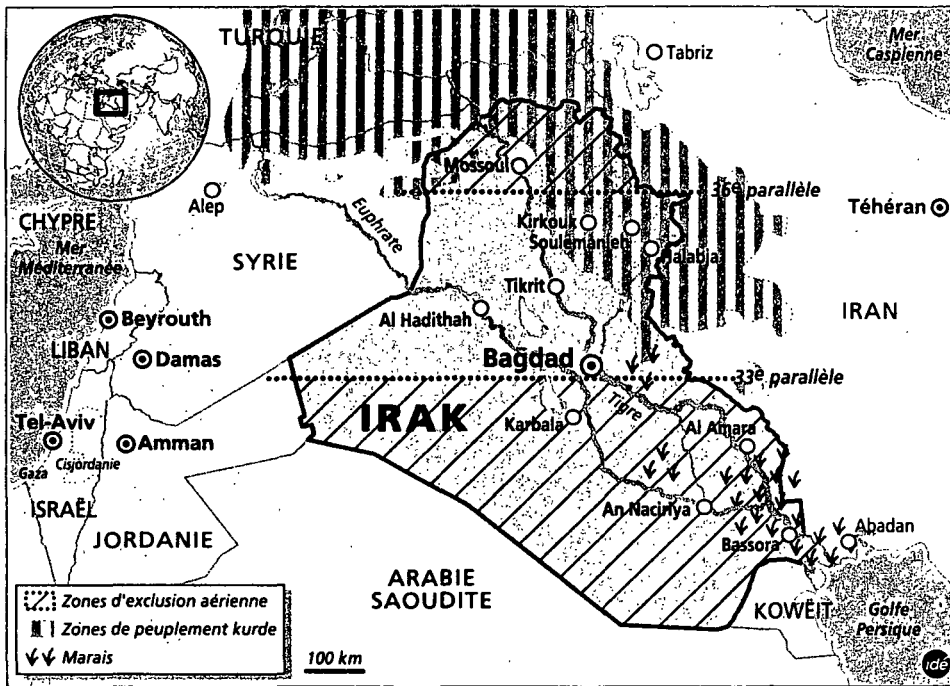 TURQUIE
Tabriz
Mer
Caspienne
Mossoul
36e parallèle
Alep
Euphrate
CHYPRE
Mer
Méditerranée
Kirkouk
Soulemanieh
Halabja
Téhéran
SYRIE
Tikrit
Al Hadithah
IRAN
Beyrouth
LIBAN
Damas
Bagdad
33e parallèle
IRAK
Tigre
Karbala
Al Amara
Tel-Aviv
Amman
Gaza
Cisjordanie
ISRAËL
An Naciriya
Bassora
Abadan
JORDANIE
ARABIE
SAOUDITE
KOWËIT
Golfe
Persique
Zones d'exclusion aérienne
Zones de peuplement kurde
Marais
100 km
idé